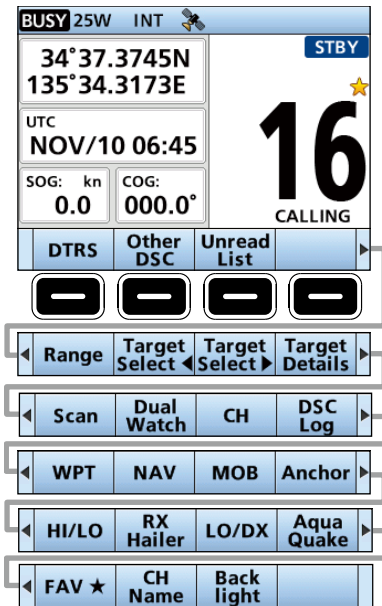 BUSY 25W INT
STBY
34°37.3745N
135°34.3173E
UTC
NOV/10 06:45
SOG: kn
0.0
COG:
000.0°
16
CALLING
DTRS Other DSC Unread List
Range Target Select ◀ Target Select ▶ Target Details
Scan Dual Watch CH DSC Log
WPT NAV MOB Anchor
HI/LO RX Hailer LO/DX Aqua Quake
FAV ★ CH Name Back light